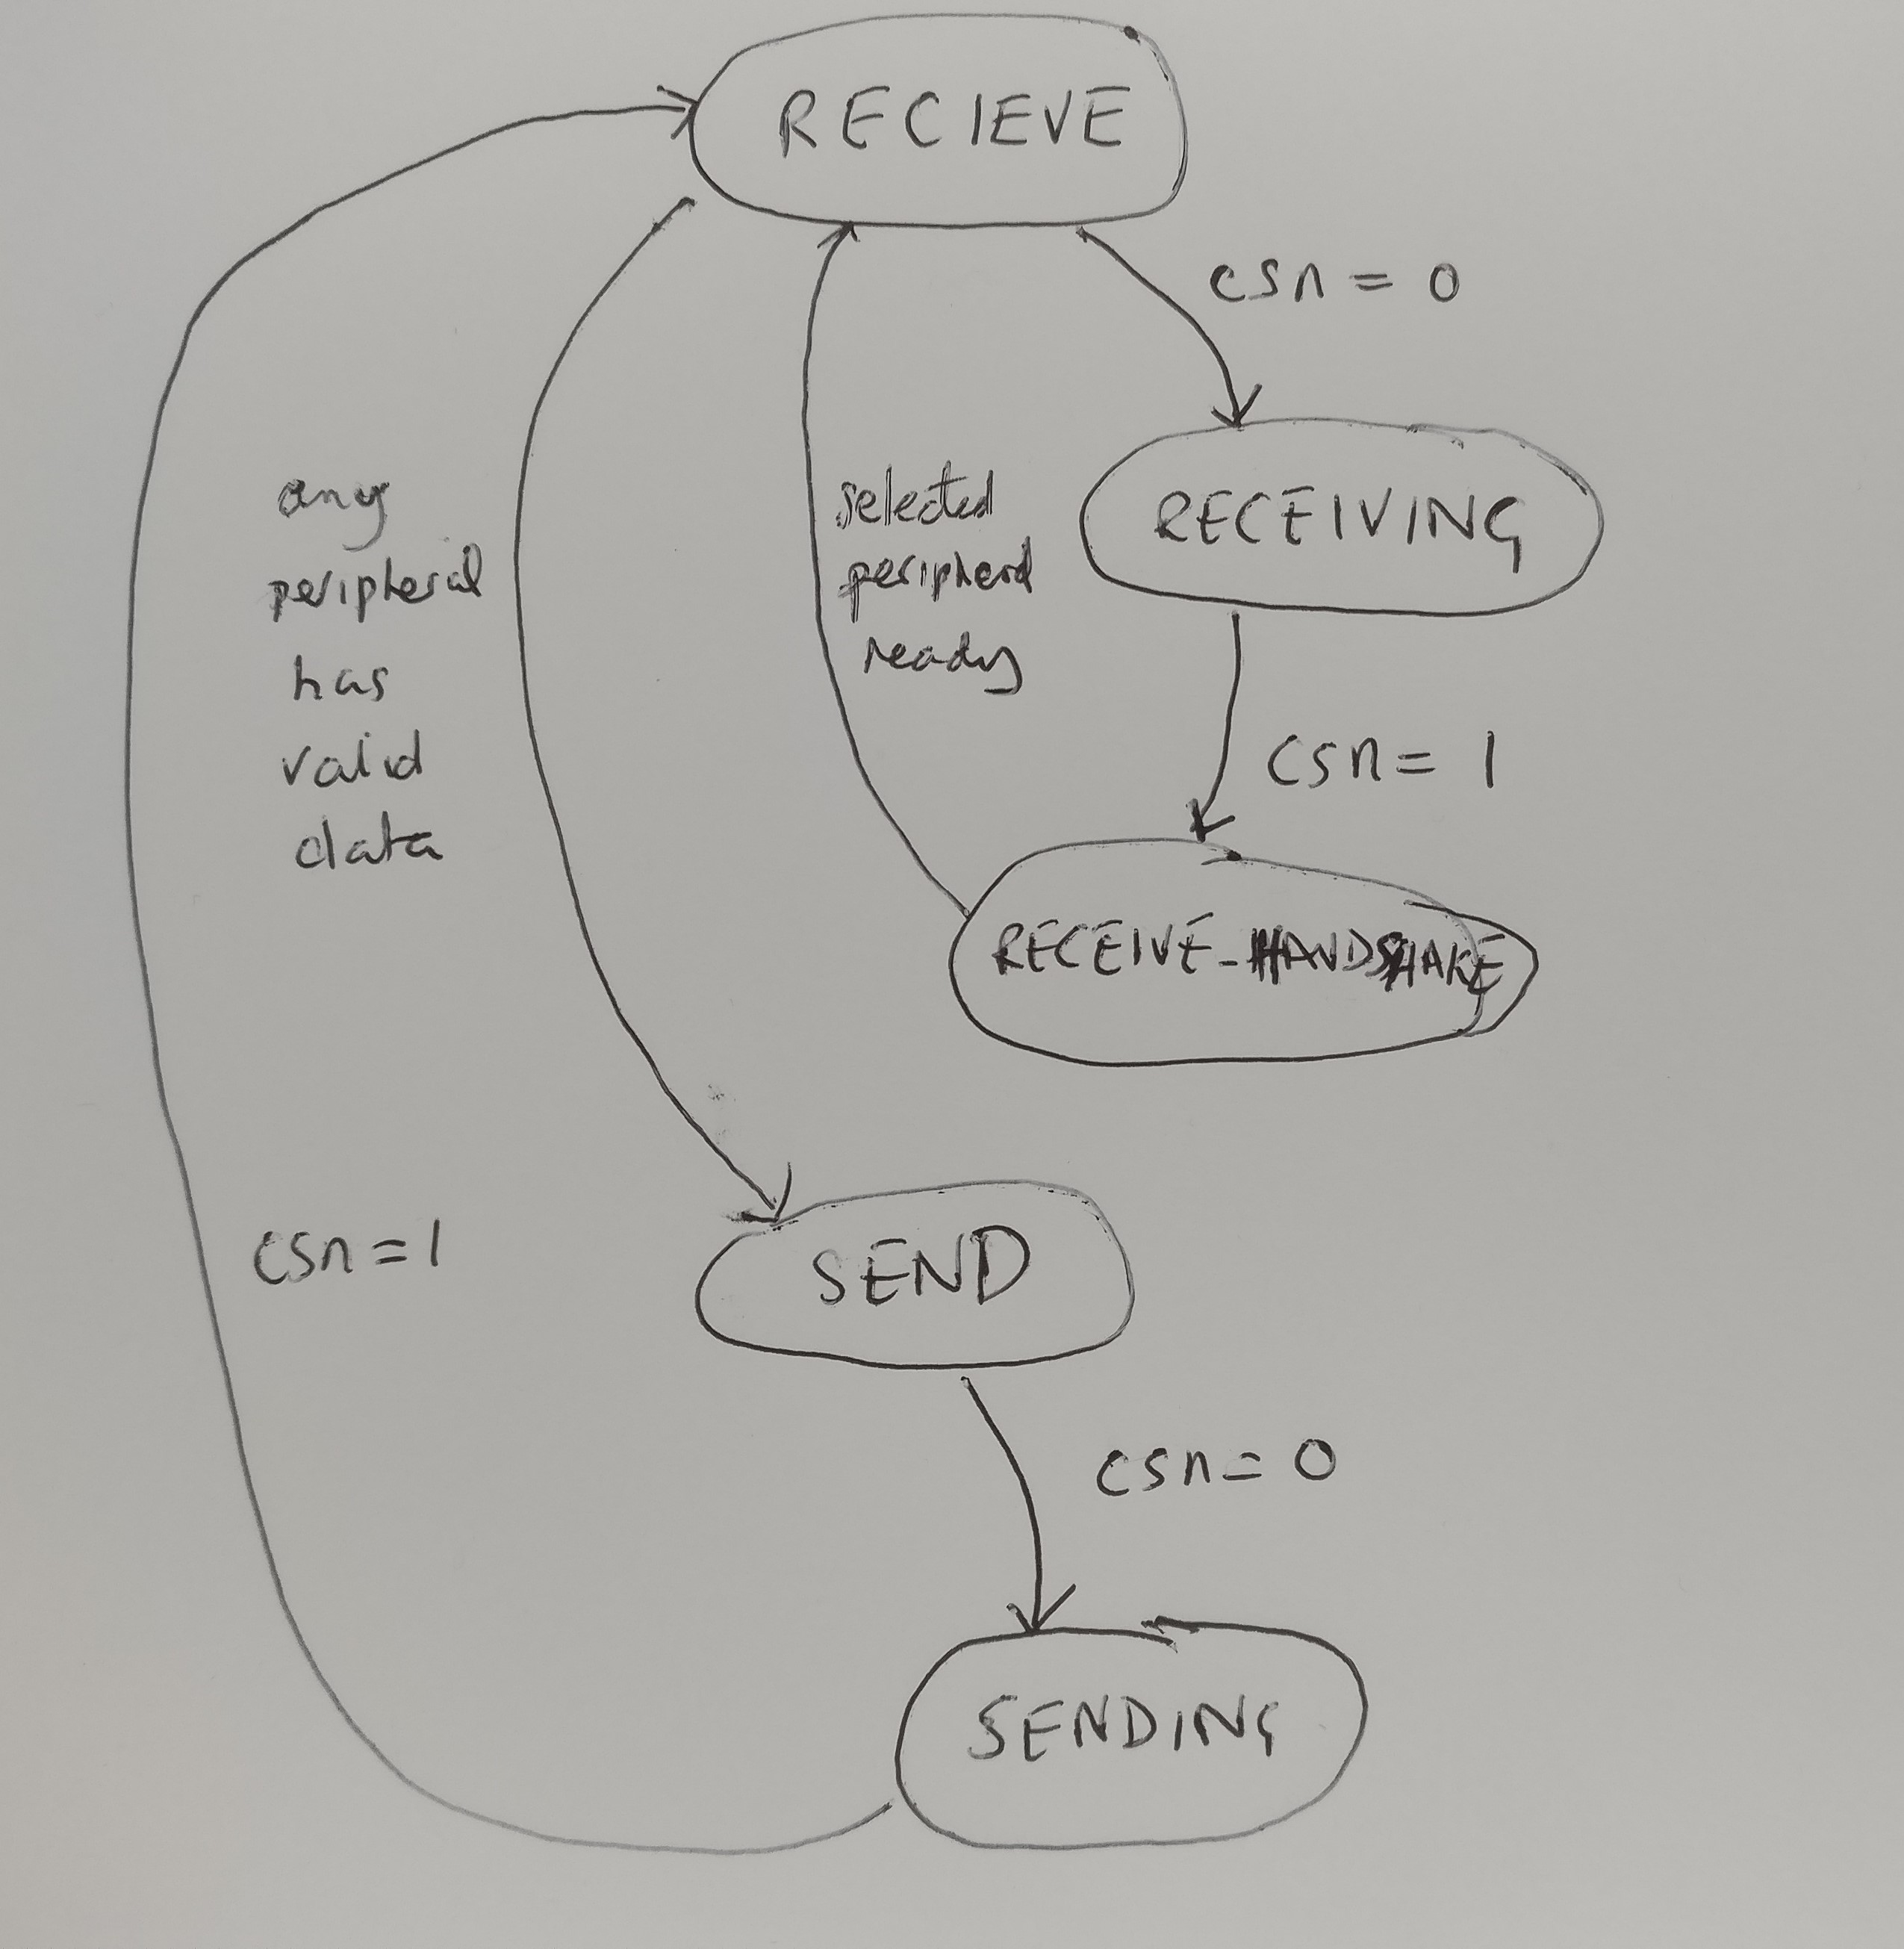 RECIEVE
csn = 0
any
peripheral
has
valid
data
selected
peripheral
ready
RECEIVING
csn = 1
RECEIVE_HANDSHAKE
csn = 1
SEND
csn = 0
SENDING